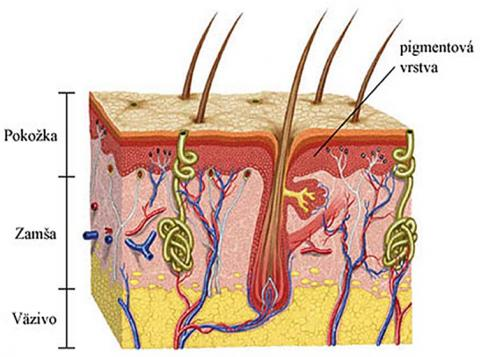 pigmentová
vrstva
Pokožka
Zamša
Väzivo